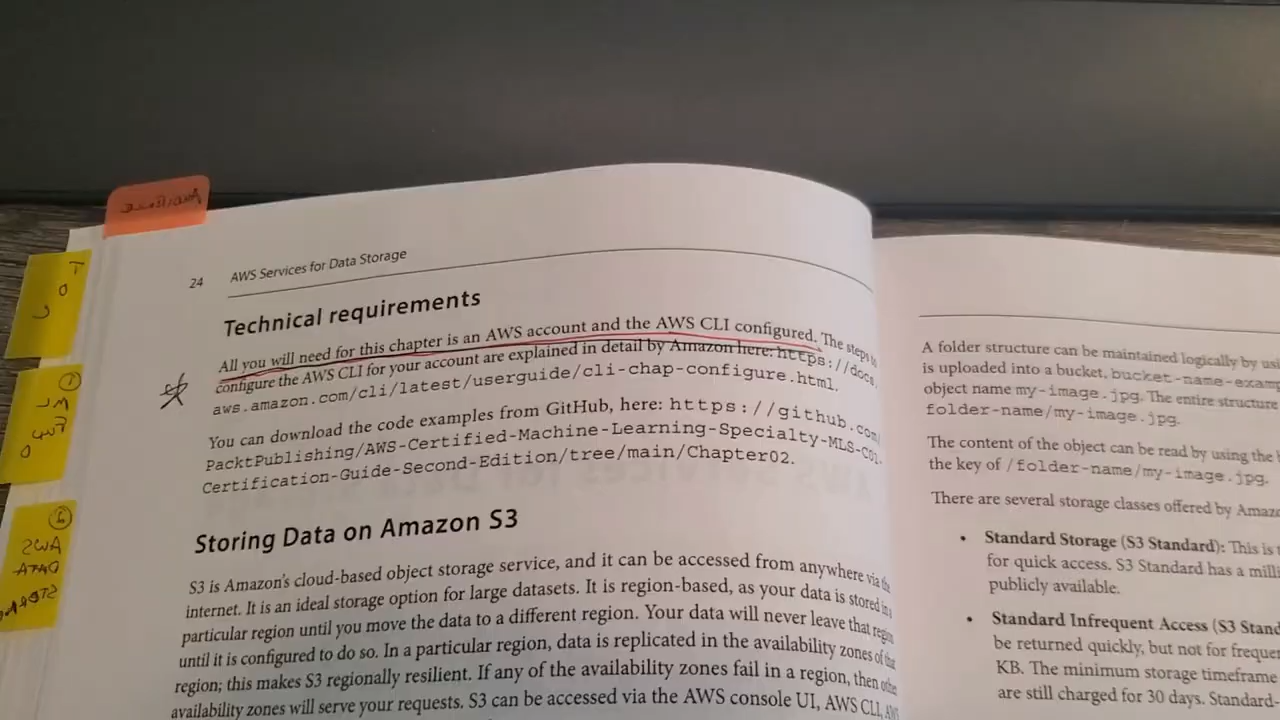 24 AWS Services for Data Storage
Technical requirements
All you will need for this chapter is an AWS account and the AWS CLI configured. The steps to
configure the AWS CLI for your account are explained in detail by Amazon here: https://docs.
aws.amazon.com/cli/latest/userguide/cli-chap-configure.html.
You can download the code examples from GitHub, here: https://github.com/
PacktPublishing/AWS-Certified-Machine-Learning-Specialty-MLS-C01-
Certification-Guide-Second-Edition/tree/main/Chapter02.
Storing Data on Amazon S3
S3 is Amazon's cloud-based object storage service, and it can be accessed from anywhere via the
internet. It is an ideal storage option for large datasets. It is region-based, as your data is stored in a
particular region until you move the data to a different region. Your data will never leave that region
until it is configured to do so. In a particular region, data is replicated in the availability zones of that
region; this makes S3 regionally resilient. If any of the availability zones fail in a region, then other
availability zones will serve your requests. S3 can be accessed via the AWS console UI, AWS CLI,
TOC
1
2
AWS
DATA
A folder structure can be maintained logically by
is uploaded into a bucket, bucket-name-exam
object name my-image.jpg. The entire structure
folder-name/my-image.jpg.
The content of the object can be read by using the
the key of /folder-name/my-image.jpg.
There are several storage classes offered by Amazo
• Standard Storage (S3 Standard): This is
for quick access. S3 Standard has a milli
publicly available.
• Standard Infrequent Access (S3 Stand
be returned quickly, but not for frequen
KB. The minimum storage timeframe
are still charged for 30 days. Standard-